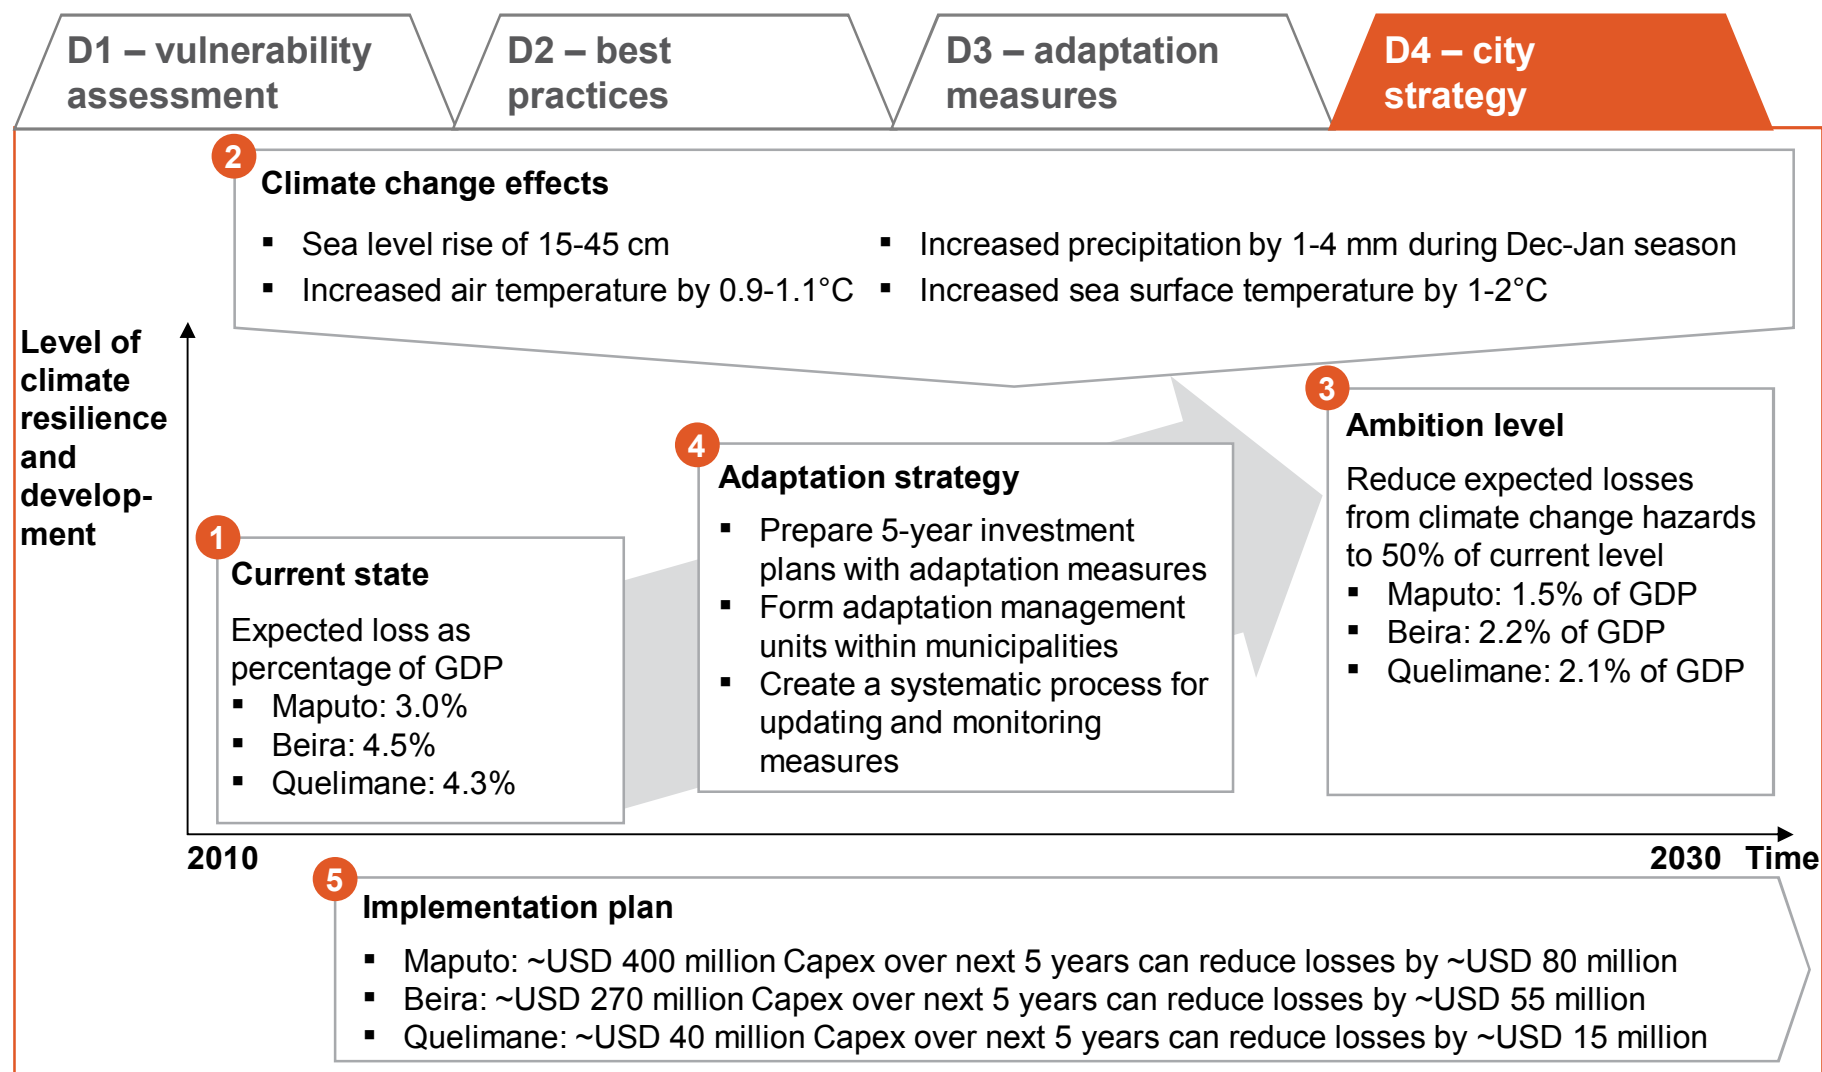 D1 – vulnerability
assessment
D2 – best
practices
D3 – adaptation
measures
D4 – city
strategy
2
Climate change effects
▪ Sea level rise of 15-45 cm
▪ Increased air temperature by 0.9-1.1°C
▪ Increased precipitation by 1-4 mm during Dec-Jan season
▪ Increased sea surface temperature by 1-2°C
Level of
climate
resilience
and
develop-
ment
1
Current state
Expected loss as
percentage of GDP
▪ Maputo: 3.0%
▪ Beira: 4.5%
▪ Quelimane: 4.3%
4
Adaptation strategy
▪ Prepare 5-year investment
plans with adaptation measures
▪ Form adaptation management
units within municipalities
▪ Create a systematic process for
updating and monitoring
measures
3
Ambition level
Reduce expected losses
from climate change hazards
to 50% of current level
▪ Maputo: 1.5% of GDP
▪ Beira: 2.2% of GDP
▪ Quelimane: 2.1% of GDP
2010
2030 Time
5
Implementation plan
▪ Maputo: ~USD 400 million Capex over next 5 years can reduce losses by ~USD 80 million
▪ Beira: ~USD 270 million Capex over next 5 years can reduce losses by ~USD 55 million
▪ Quelimane: ~USD 40 million Capex over next 5 years can reduce losses by ~USD 15 million